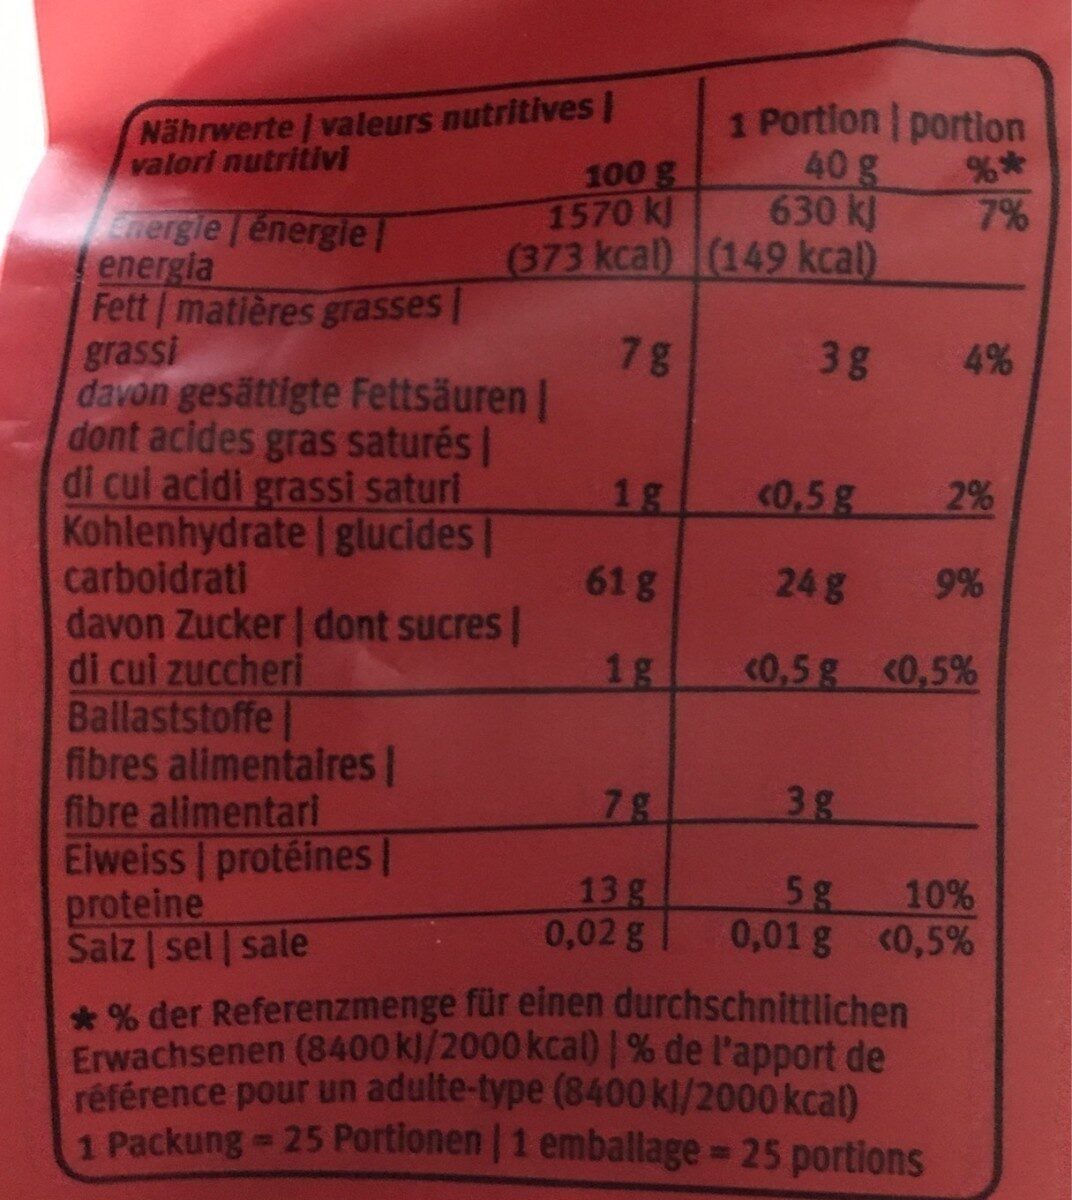 Nährwerte | valeurs nutritives |
valori nutritivi
100 g
1 Portion | portion
40 g %*
Energie | énergie | 1570 kJ 630 kJ 7%
energia (373 kcal) (149 kcal)
Fett | matières grasses |
grassi 7 g 3 g 4%
davon gesättigte Fettsäuren |
dont acides gras saturés |
di cui acidi grassi saturi 1 g <0,5 g 2%
Kohlenhydrate | glucides |
carboidrati 61 g 24 g 9%
davon Zucker | dont sucres |
di cui zuccheri 1 g <0,5 g <0,5%
Ballaststoffe |
fibres alimentaires |
fibre alimentari 7 g 3 g
Eiweiss | protéines |
proteine 13 g 5 g 10%
Salz | sel | sale 0,02 g 0,01 g <0,5%
* % der Referenzmenge für einen durchschnittlichen
Erwachsenen (8400 kJ/2000 kcal) | % de l'apport de
référence pour un adulte-type (8400 kJ/2000 kcal)
1 Packung = 25 Portionen | 1 emballage = 25 portions